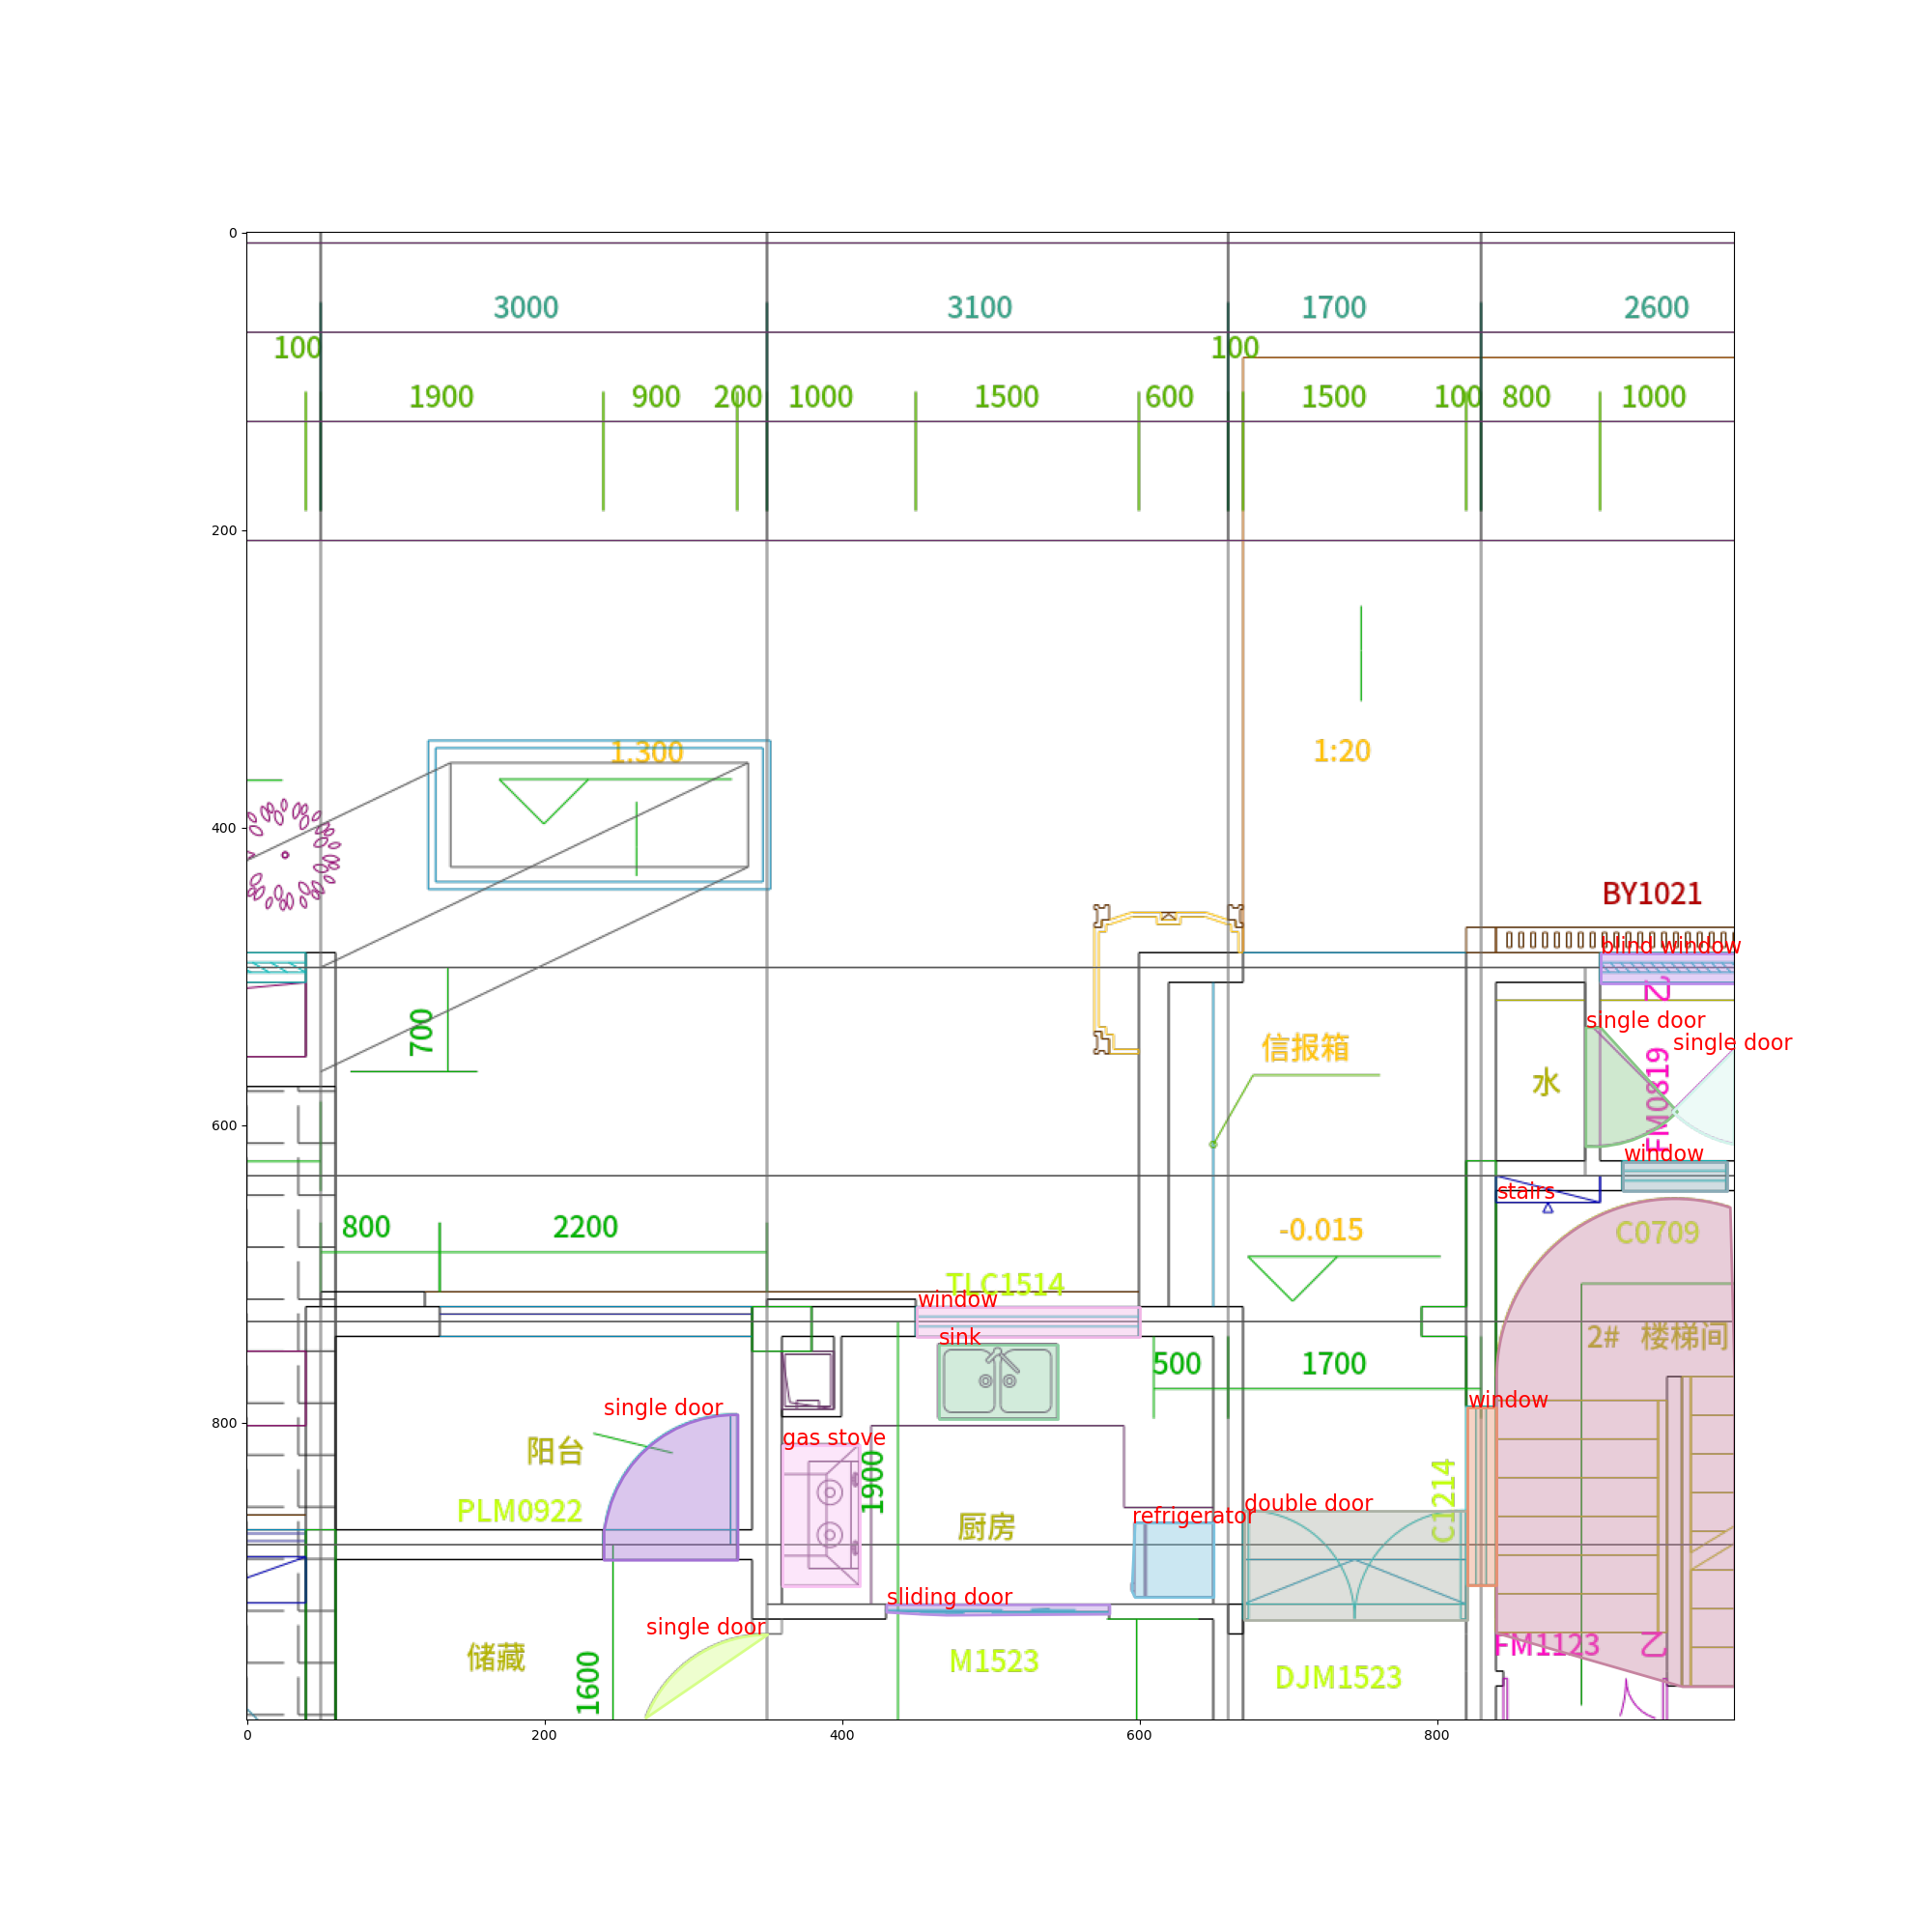 0
3000
3100
1700
2600
100
100
1900
900
200
1000
1500
600
1500
100
800
1000
200
1.300
1:20
400
BY1021
blind window
乙
700
single door
信报箱
single door
水
FM0819
600
window
stairs
800
2200
-0.015
C0709
TLC1514
window
sink
2# 楼梯间
500
1700
single door
window
800
阳台
gas stove
1900
PLM0922
C1214
refrigerator
double door
厨房
sliding door
single door
储藏
1600
M1523
FM1123
乙
DJM1523
0
200
400
600
800